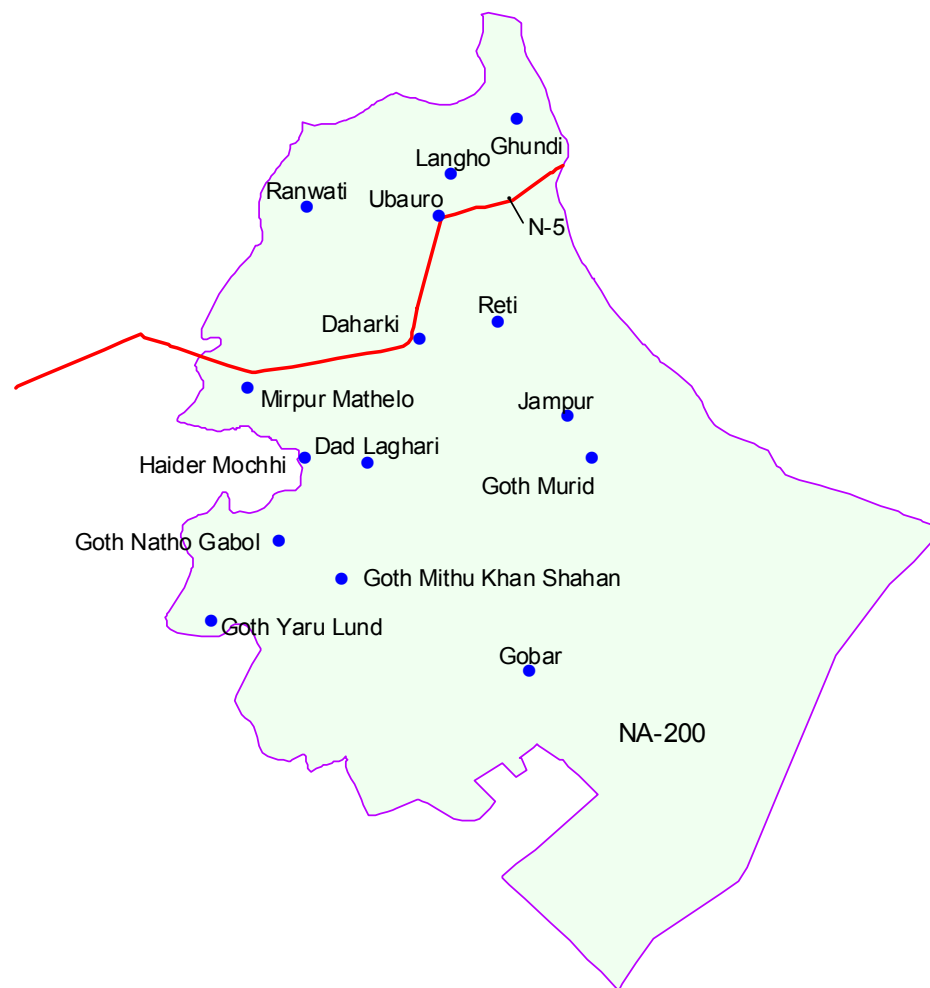 Ghundi
Langho
Ranwati
Ubauro
N-5
Reti
Daharki
Mirpur Mathelo
Jampur
Dad Laghari
Haider Mochhi
Goth Murid
Goth Natho Gabol
Goth Mithu Khan Shahan
Goth Yaru Lund
Gobar
NA-200